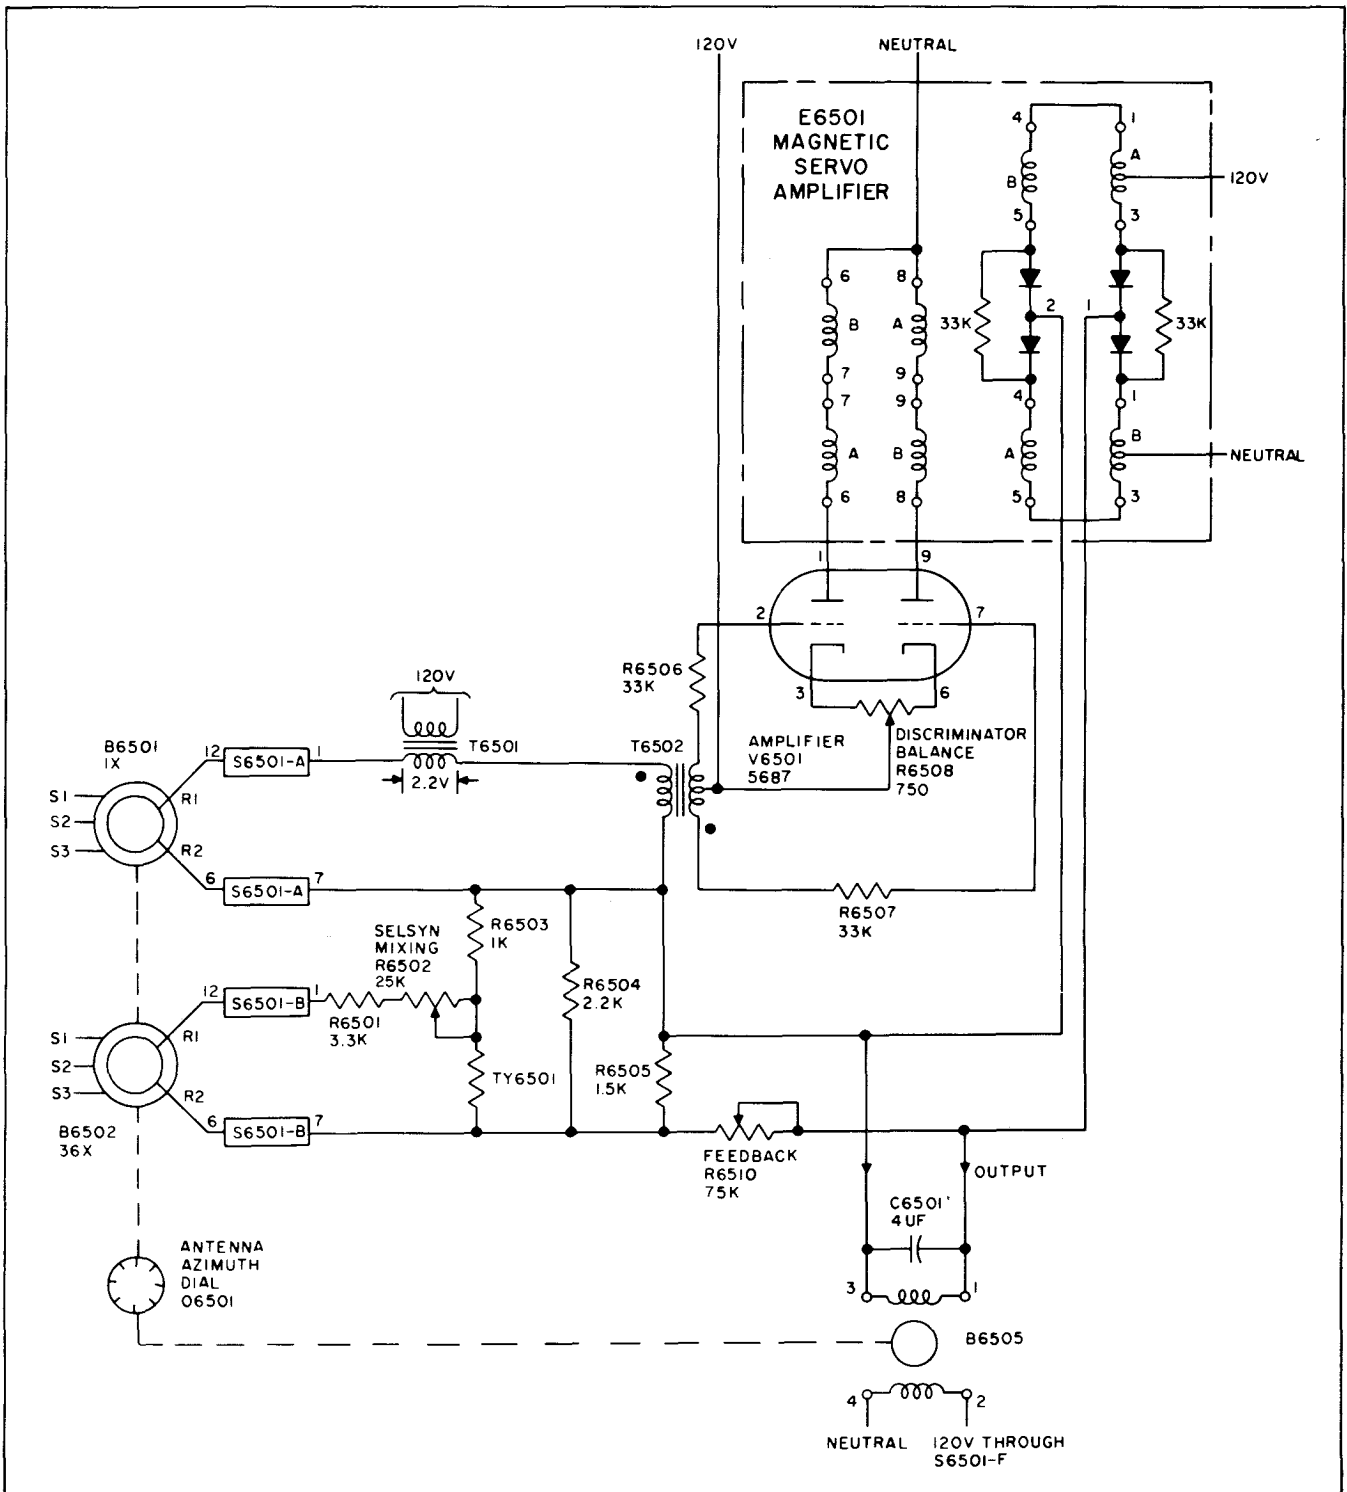 120V
NEUTRAL
E6501
MAGNETIC
SERVO
AMPLIFIER
4
1
B
A
120V
5
3
6
8
33K
2
1
33K
B
A
7
9
7
9
4
1
A
B
A
B
NEUTRAL
6
8
5
3
1
9
2
7
R6506
33K
3
6
120V
B6501
1X
12
S6501-A
1
T6501
2.2V
T6502
AMPLIFIER
V6501
5687
DISCRIMINATOR
BALANCE
R6508
750
S1
S2
S3
R1
R2
6
S6501-A
7
R6507
33K
SELSYN
MIXING
R6502
25K
R6503
1K
R6504
2.2K
12
S6501-B
1
R6501
3.3K
S1
S2
S3
R1
R2
TY6501
R6505
1.5K
6
S6501-B
7
B6502
36X
FEEDBACK
R6510
75K
OUTPUT
C6501
4UF
ANTENNA
AZIMUTH
DIAL
O6501
3
1
B6505
4
2
NEUTRAL
120V THROUGH
S6501-F